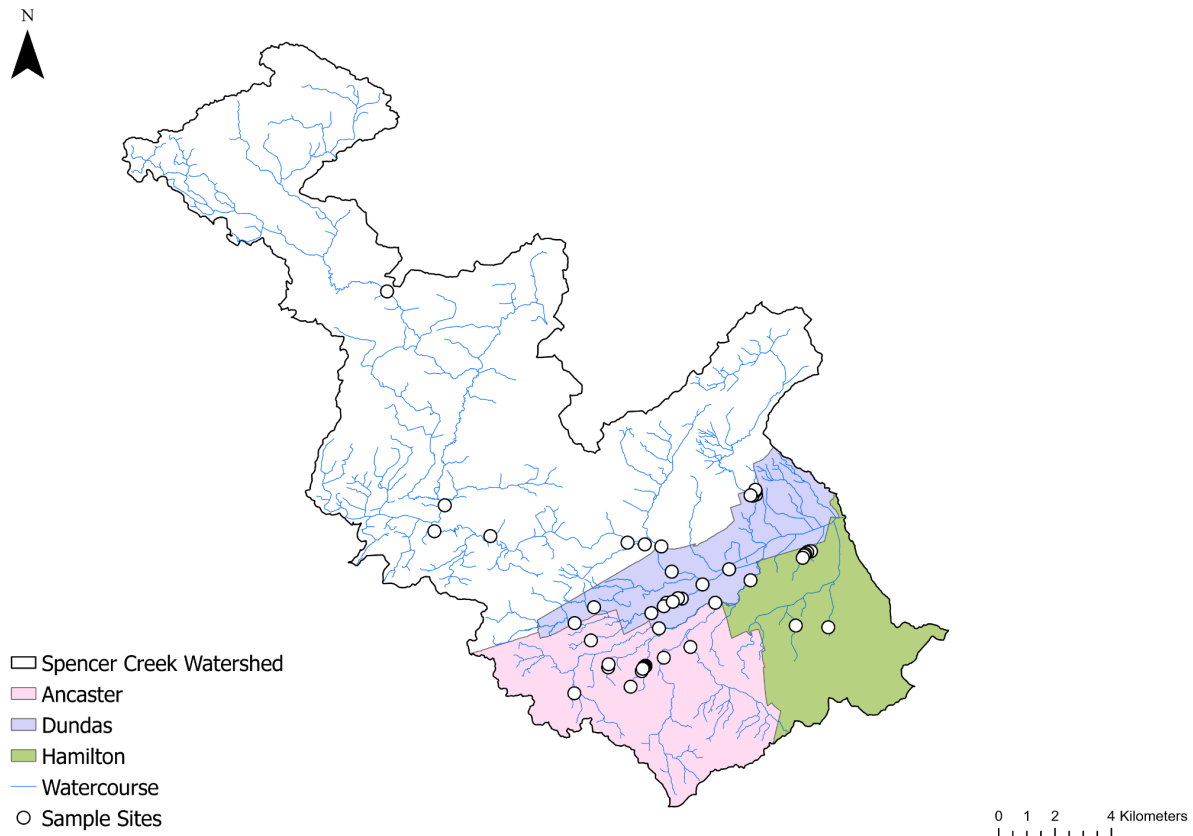 N
Spencer Creek Watershed
Ancaster
Dundas
Hamilton
Watercourse
Sample Sites
0 1 2 4 Kilometers